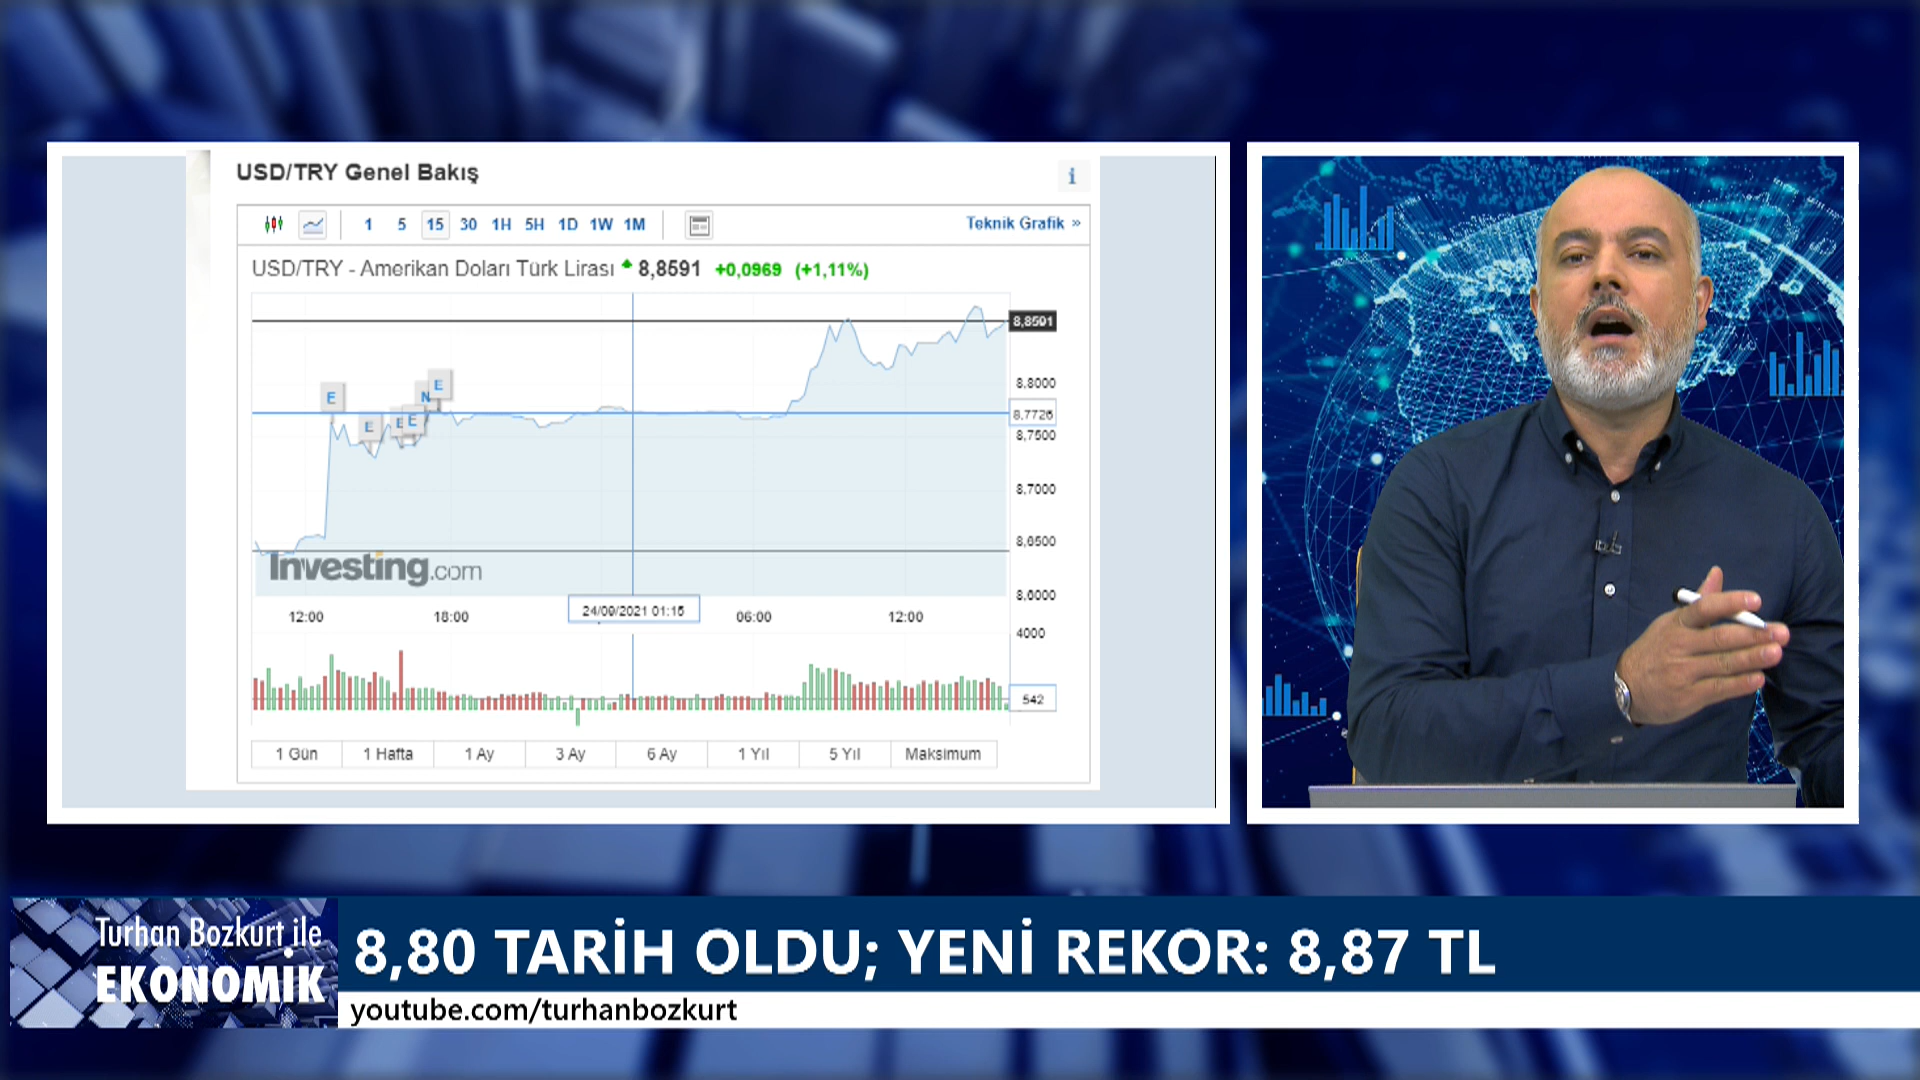 USD/TRY Genel Bakış
i
1 5 15 30 1H 5H 1D 1W 1M
Teknik Grafik »
USD/TRY - Amerikan Doları Türk Lirası 8,8591 +0,0969 (+1,11%)
8,8591
8,8000
8,7726
8,7500
8,7000
8,6500
8,6000
E E E E N E
Investing.com
12:00 18:00 24/09/2021 01:15 06:00 12:00
4000
542
1 Gün 1 Hafta 1 Ay 3 Ay 6 Ay 1 Yıl 5 Yıl Maksimum
Turhan Bozkurt ile
EKONOMİK
8,80 TARİH OLDU; YENİ REKOR: 8,87 TL
youtube.com/turhanbozkurt